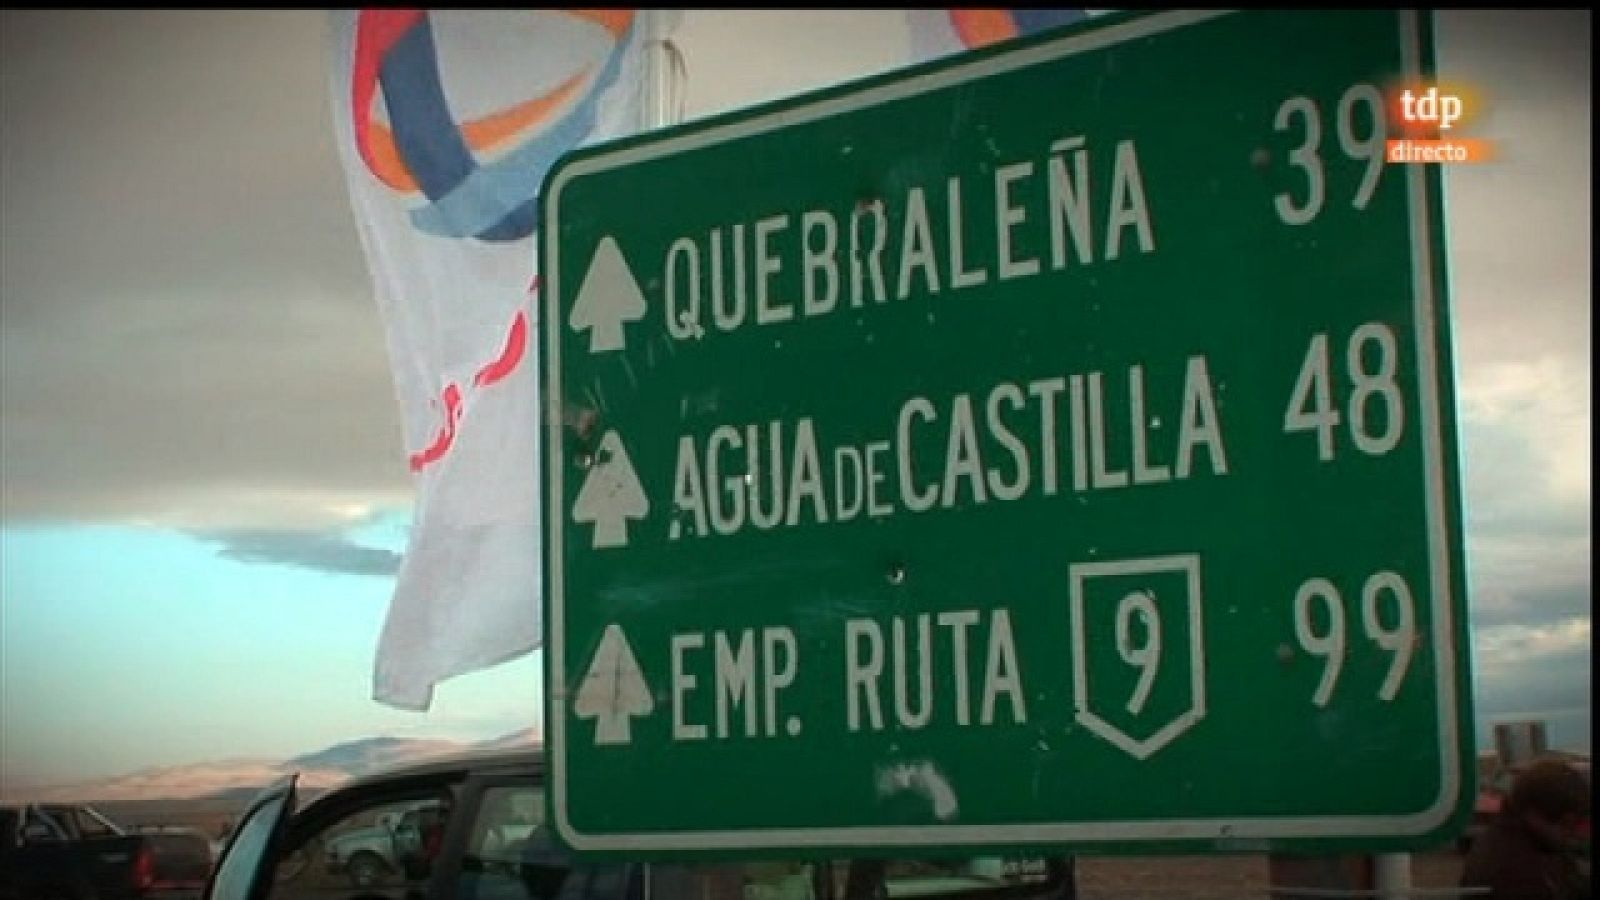 tdp
directo
QUEBRALEÑA 39
AGUA DE CASTILLA 48
EMP. RUTA 9 99